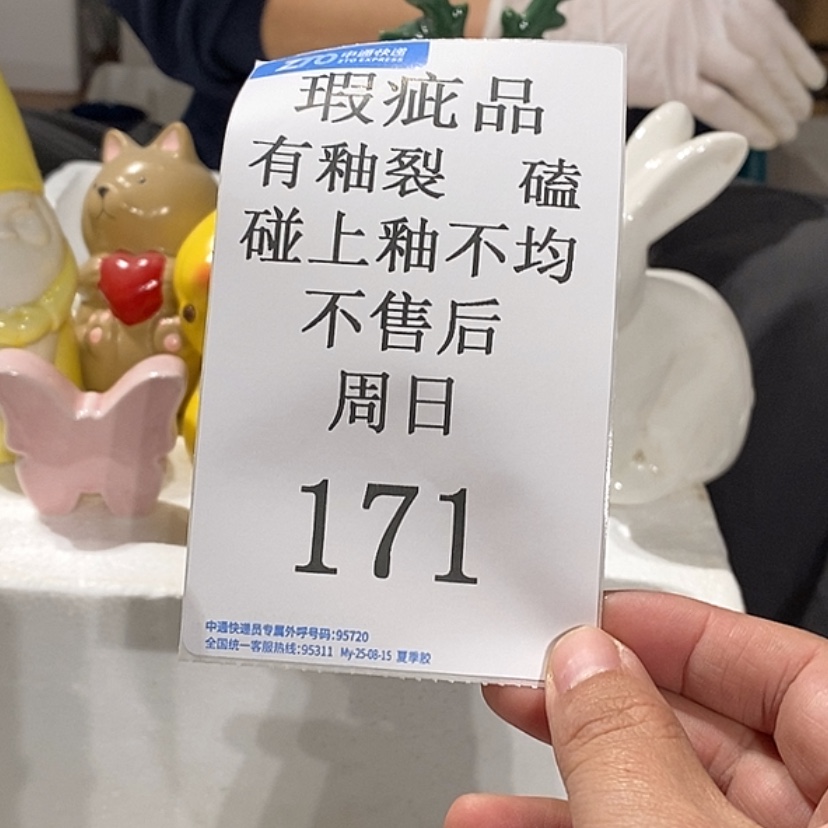 ZTO 中通快递
ZTO EXPRESS
瑕疵品
有釉裂 磕
碰上釉不均
不售后
周日
171
中通快递员专属外呼号码:95720
全国统一客服热线:95311 My-25-08-15 夏季胶